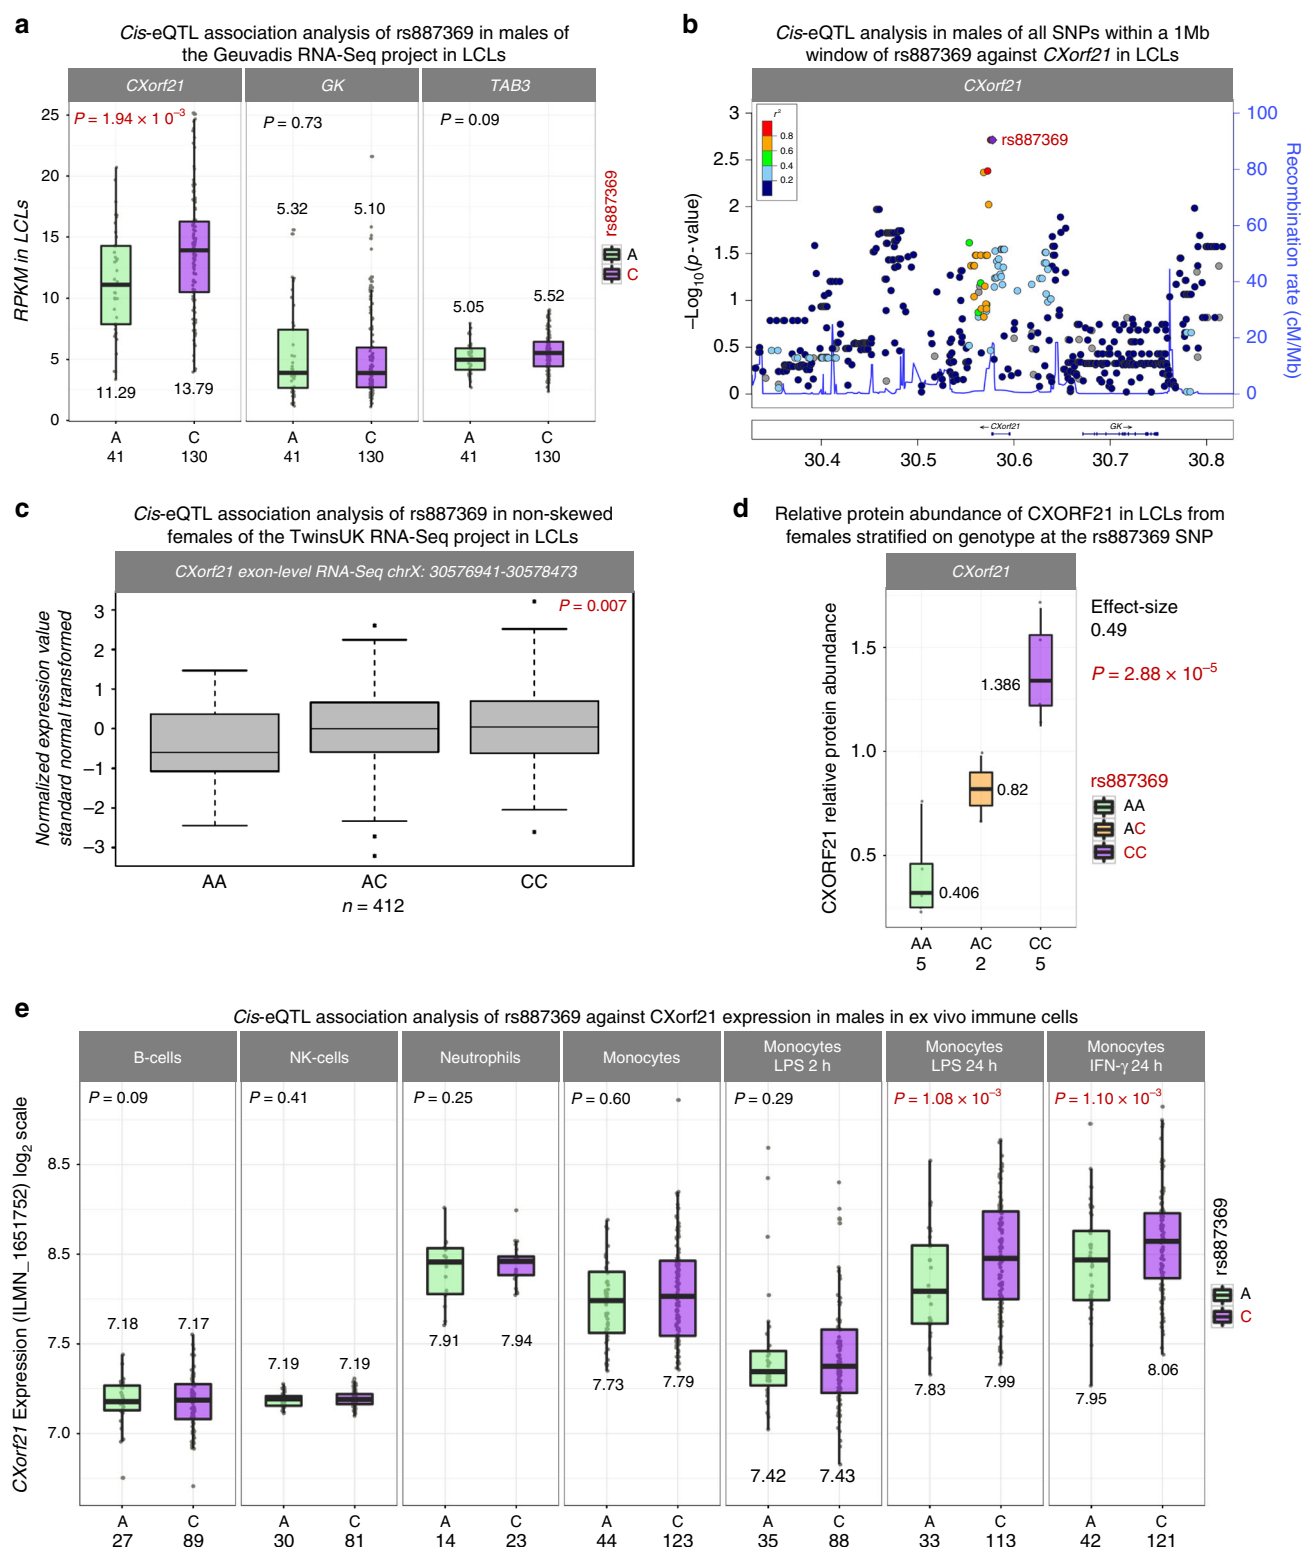 a
Cis-eQTL association analysis of rs887369 in males of
the Geuvadis RNA-Seq project in LCLs
CXorf21 GK TAB3
RPKM in LCLs
25
20
15
10
5
0
P = 1.94 × 1 0⁻³
P = 0.73
P = 0.09
5.32 5.10
5.05 5.52
11.29 13.79
A C A C A C
41 130 41 130 41 130
rs887369
A
C
b
Cis-eQTL analysis in males of all SNPs within a 1Mb
window of rs887369 against CXorf21 in LCLs
CXorf21
−Log₁₀(p-value)
3
2.5
2
1.5
1
0.5
0
r²
0.8
0.6
0.4
0.2
rs887369
100
80
60
40
20
0
Recombination rate (cM/Mb)
← CXorf21
GK →
30.4 30.5 30.6 30.7 30.8
c
Cis-eQTL association analysis of rs887369 in non-skewed
females of the TwinsUK RNA-Seq project in LCLs
CXorf21 exon-level RNA-Seq chrX: 30576941-30578473
Normalized expression value
standard normal transformed
3
2
1
0
−1
−2
−3
P = 0.007
AA AC CC
n = 412
d
Relative protein abundance of CXORF21 in LCLs from
females stratified on genotype at the rs887369 SNP
CXorf21
CXORF21 relative protein abundance
1.5
1.0
0.5
1.386
0.82
0.406
AA AC CC
5 2 5
Effect-size
0.49
P = 2.88 × 10⁻⁵
rs887369
AA
AC
CC
e
Cis-eQTL association analysis of rs887369 against CXorf21 expression in males in ex vivo immune cells
B-cells
NK-cells
Neutrophils
Monocytes
Monocytes
LPS 2 h
Monocytes
LPS 24 h
Monocytes
IFN-γ 24 h
CXorf21 Expression (ILMN_1651752) log₂ scale
8.5
8.5
7.5
7.0
P = 0.09
P = 0.41
P = 0.25
P = 0.60
P = 0.29
P = 1.08 × 10⁻³
P = 1.10 × 10⁻³
7.18 7.17
7.19 7.19
7.91 7.94
7.73 7.79
7.42 7.43
7.83 7.99
7.95 8.06
A C A C A C A C A C A C A C
27 89 30 81 14 23 44 123 35 88 33 113 42 121
rs887369
A
C